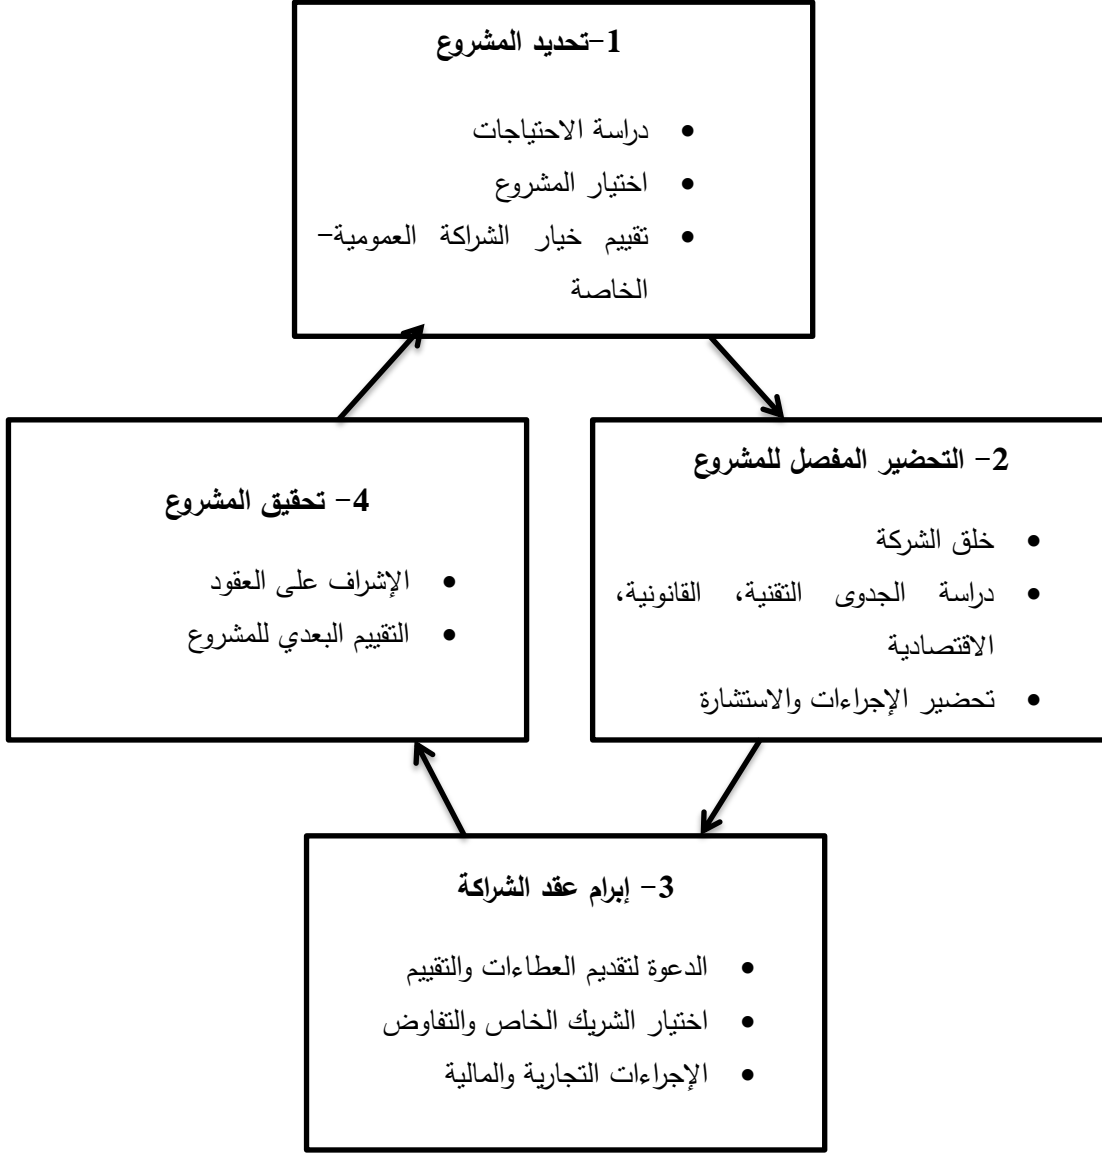 1-تحديد المشروع
• دراسة الاحتياجات
• اختيار المشروع
• تقييم خيار الشراكة العمومية-
الخاصة
2- التحضير المفصل للمشروع
• خلق الشركة
• دراسة الجدوى التقنية، القانونية،
الاقتصادية
• تحضير الإجراءات والاستشارة
3- إبرام عقد الشراكة
• الدعوة لتقديم العطاءات والتقييم
• اختيار الشريك الخاص والتفاوض
• الإجراءات التجارية والمالية
4- تحقيق المشروع
• الإشراف على العقود
• التقييم البعدي للمشروع